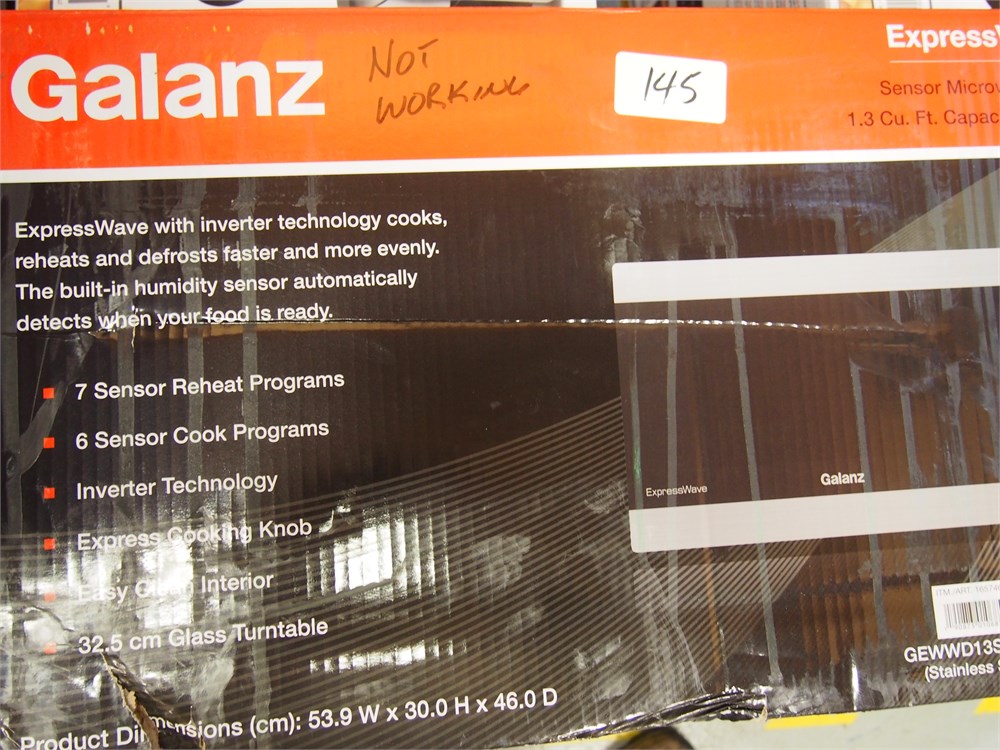 Galanz
NOT
WORKING
145
Express
Sensor
1.3 Cu. Ft.
ExpressWave with inverter technology cooks,
reheats and defrosts faster and more evenly.
The built-in humidity sensor automatically
detects when your food is ready.
7 Sensor Reheat Programs
6 Sensor Cook Programs
Inverter Technology
Express Cooking Knob
Easy Clean Interior
32.5 cm Glass Turntable
Product Dimensions (cm): 53.9 W x 30.0 H x 46.0 D
ExpressWave
Galanz
ITM./ART.
GEWWD13S
(Stainless